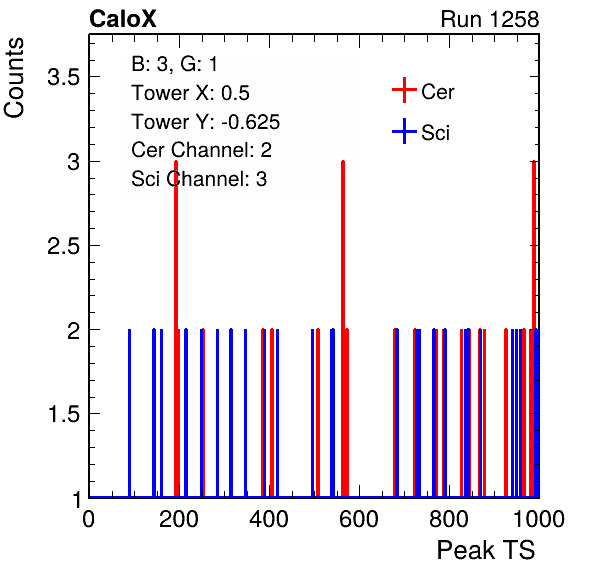 CaloX Run 1258
Counts
B: 3, G: 1
Tower X: 0.5
Tower Y: -0.625
Cer Channel: 2
Sci Channel: 3
Cer
Sci
3.5
3
2.5
2
1.5
1
0 200 400 600 800 1000
Peak TS